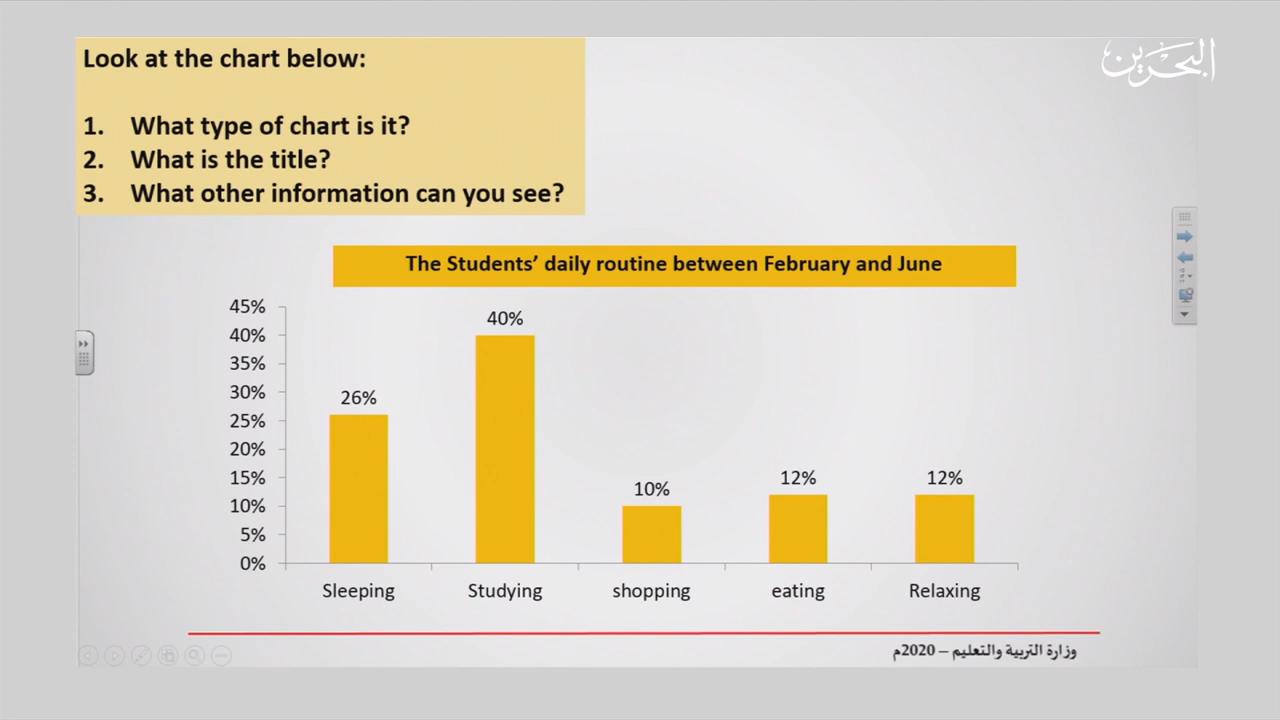 البحرين
Look at the chart below:
1. What type of chart is it?
2. What is the title?
3. What other information can you see?
The Students’ daily routine between February and June
45%
40%
35%
30%
25%
20%
15%
10%
5%
0%
26%
40%
10%
12%
12%
Sleeping
Studying
shopping
eating
Relaxing
وزارة التربية والتعليم – 2020م